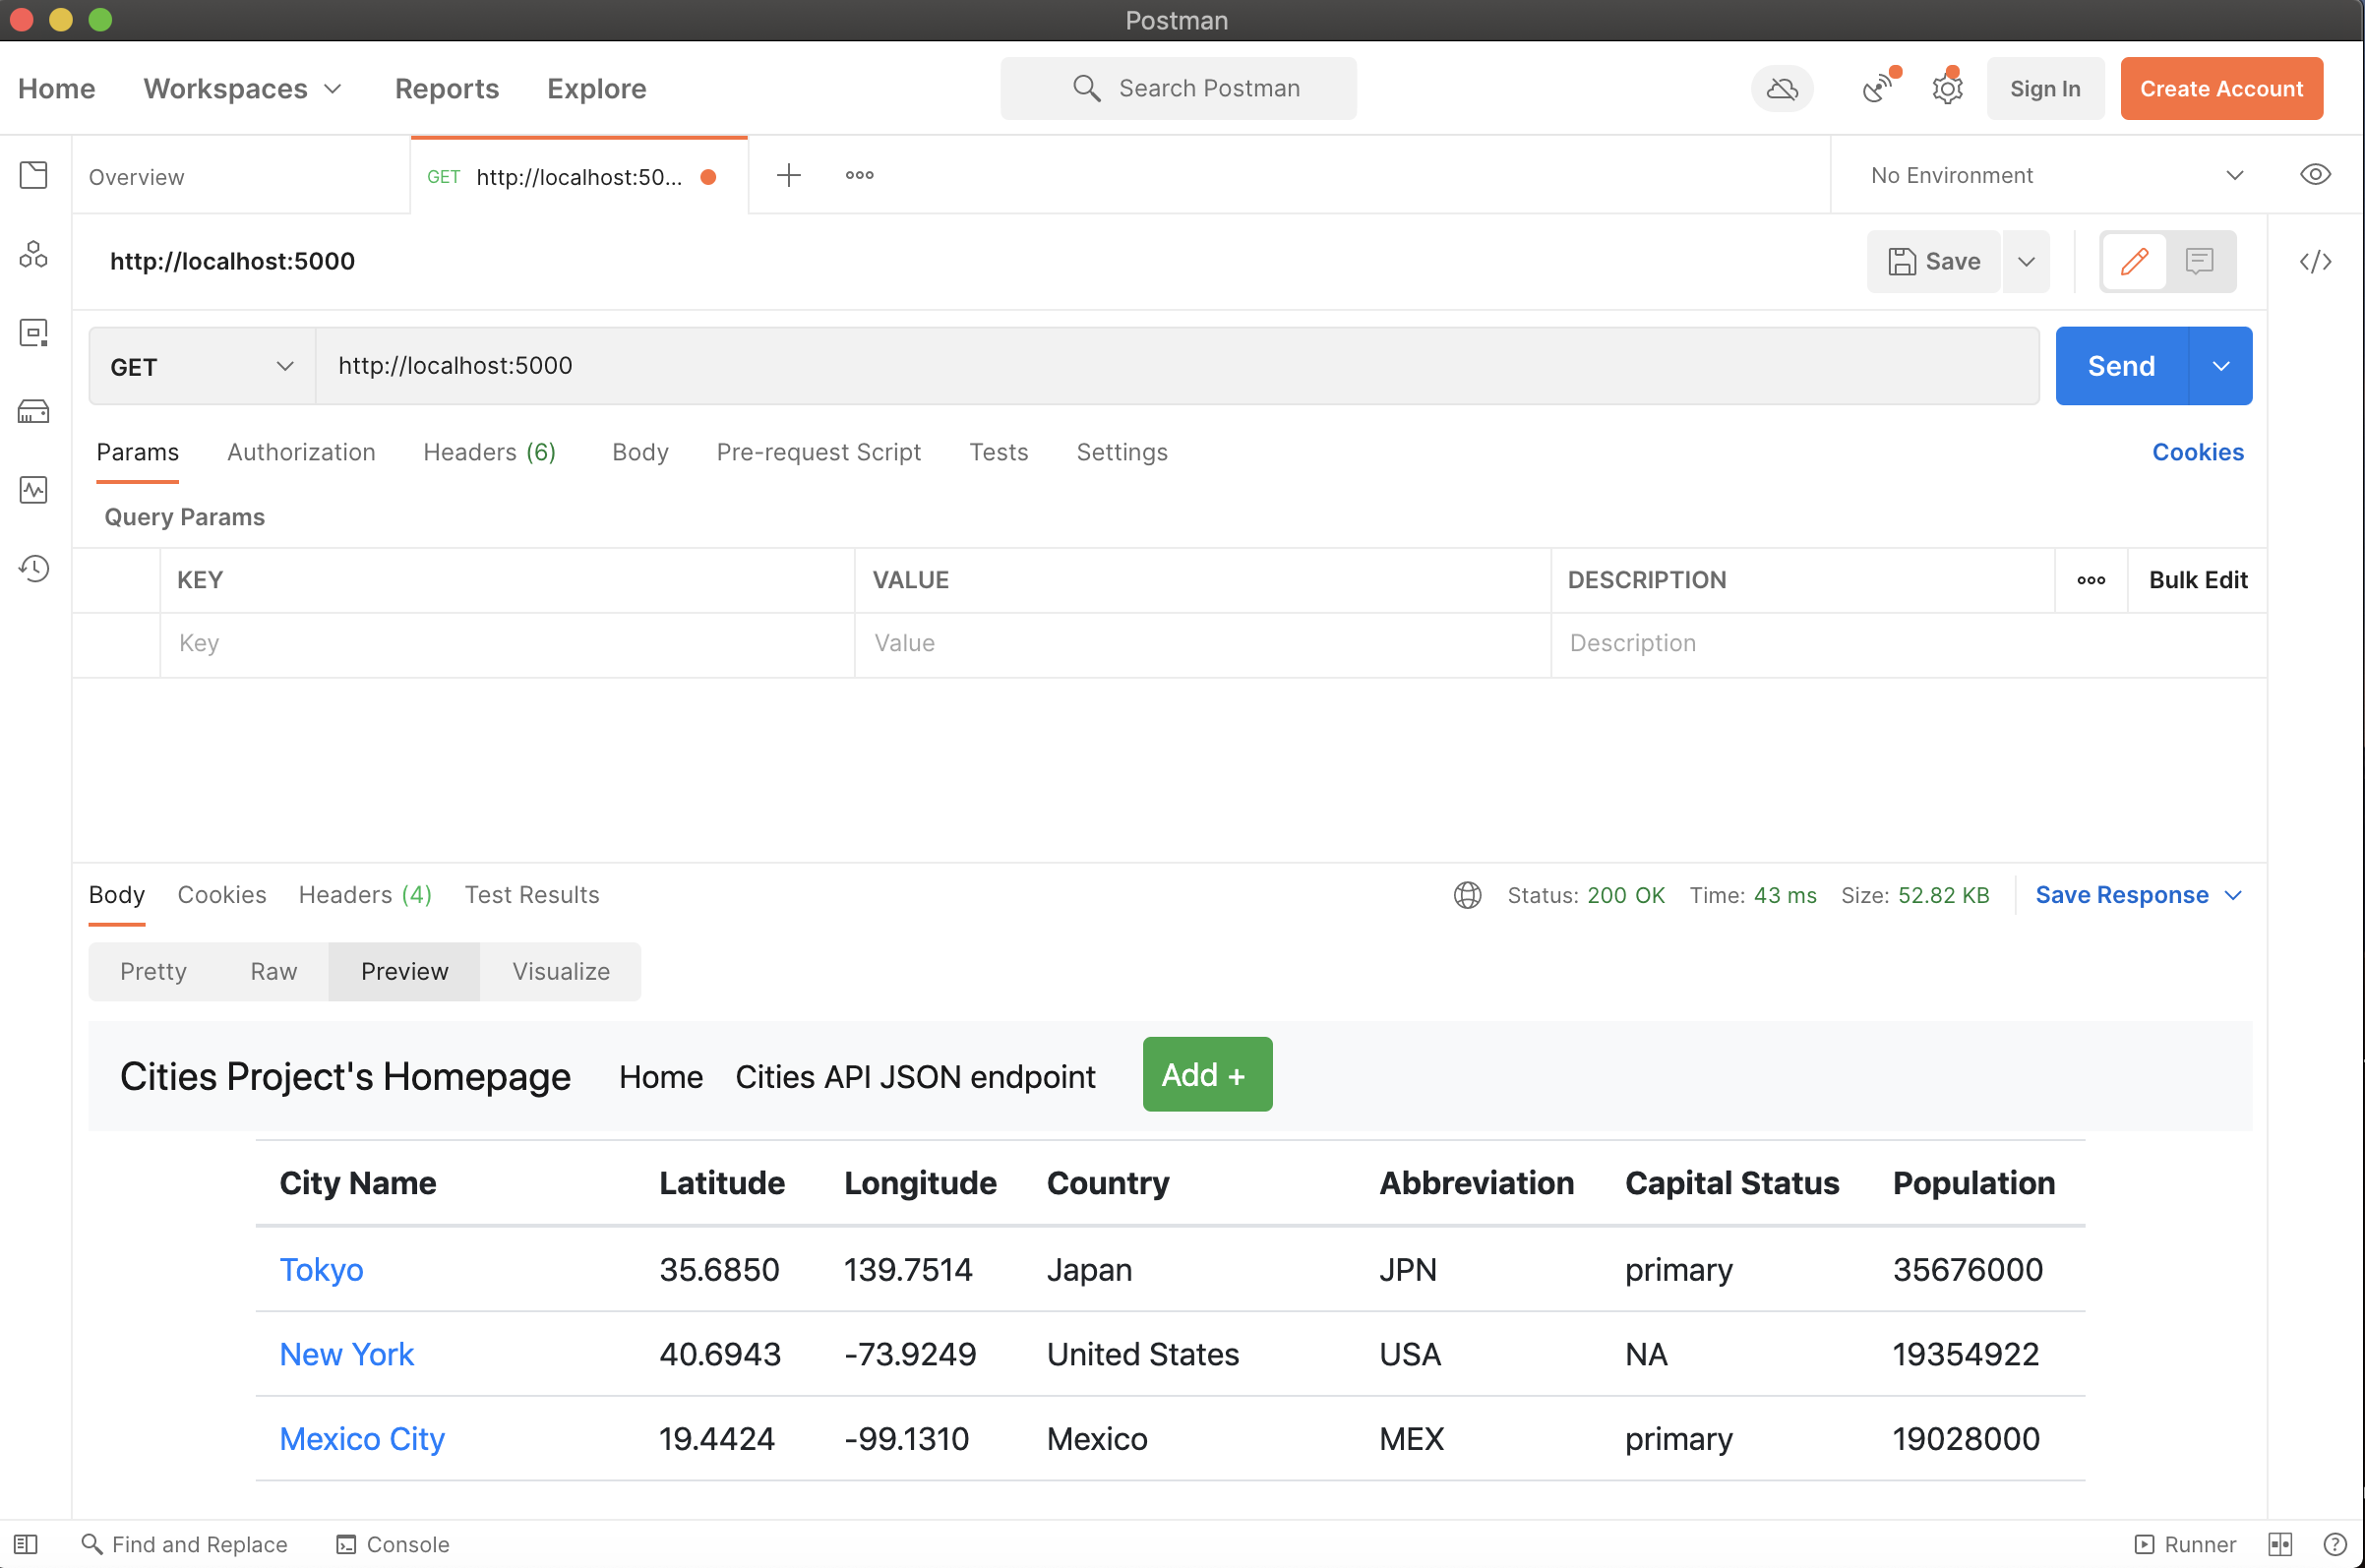 Postman
Home Workspaces Reports Explore Search Postman Sign In Create Account
Overview GET http://localhost:50... No Environment
http://localhost:5000 Save
GET http://localhost:5000 Send
Params Authorization Headers (6) Body Pre-request Script Tests Settings Cookies
Query Params
KEY VALUE DESCRIPTION Bulk Edit
Key Value Description
Body Cookies Headers (4) Test Results Status: 200 OK Time: 43 ms Size: 52.82 KB Save Response
Pretty Raw Preview Visualize
Cities Project's Homepage Home Cities API JSON endpoint Add +
City Name Latitude Longitude Country Abbreviation Capital Status Population
Tokyo 35.6850 139.7514 Japan JPN primary 35676000
New York 40.6943 -73.9249 United States USA NA 19354922
Mexico City 19.4424 -99.1310 Mexico MEX primary 19028000
Find and Replace Console Runner